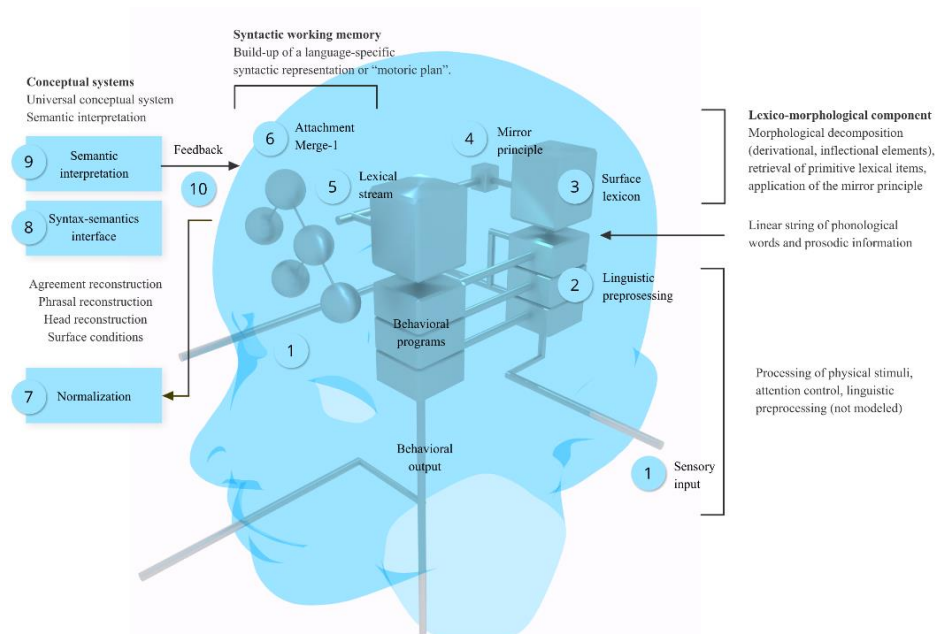 Syntactic working memory
Build-up of a language-specific
syntactic representation or “motoric plan”.
Conceptual systems
Universal conceptual system
Semantic interpretation
9 Semantic
interpretation
Feedback
10
8 Syntax-semantics
interface
Agreement reconstruction
Phrasal reconstruction
Head reconstruction
Surface conditions
7 Normalization
6 Attachment
Merge-1
5 Lexical
stream
4 Mirror
principle
3 Surface
lexicon
2 Linguistic
preprosessing
1
Behavioral
programs
Behavioral
output
1 Sensory
input
Lexico-morphological component
Morphological decomposition
(derivational, inflectional elements),
retrieval of primitive lexical items,
application of the mirror principle
Linear string of phonological
words and prosodic information
Processing of physical stimuli,
attention control, linguistic
preprocessing (not modeled)